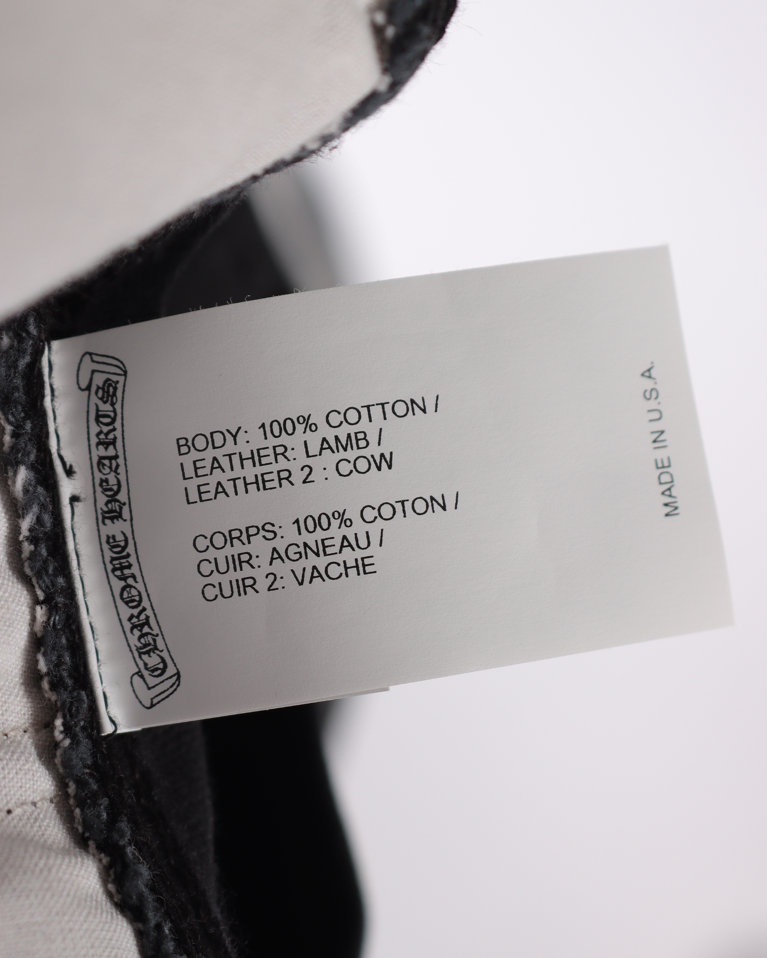 CHROME HEARTS
BODY: 100% COTTON /
LEATHER: LAMB /
LEATHER 2 : COW
CORPS: 100% COTON /
CUIR: AGNEAU /
CUIR 2: VACHE
MADE IN U.S.A.